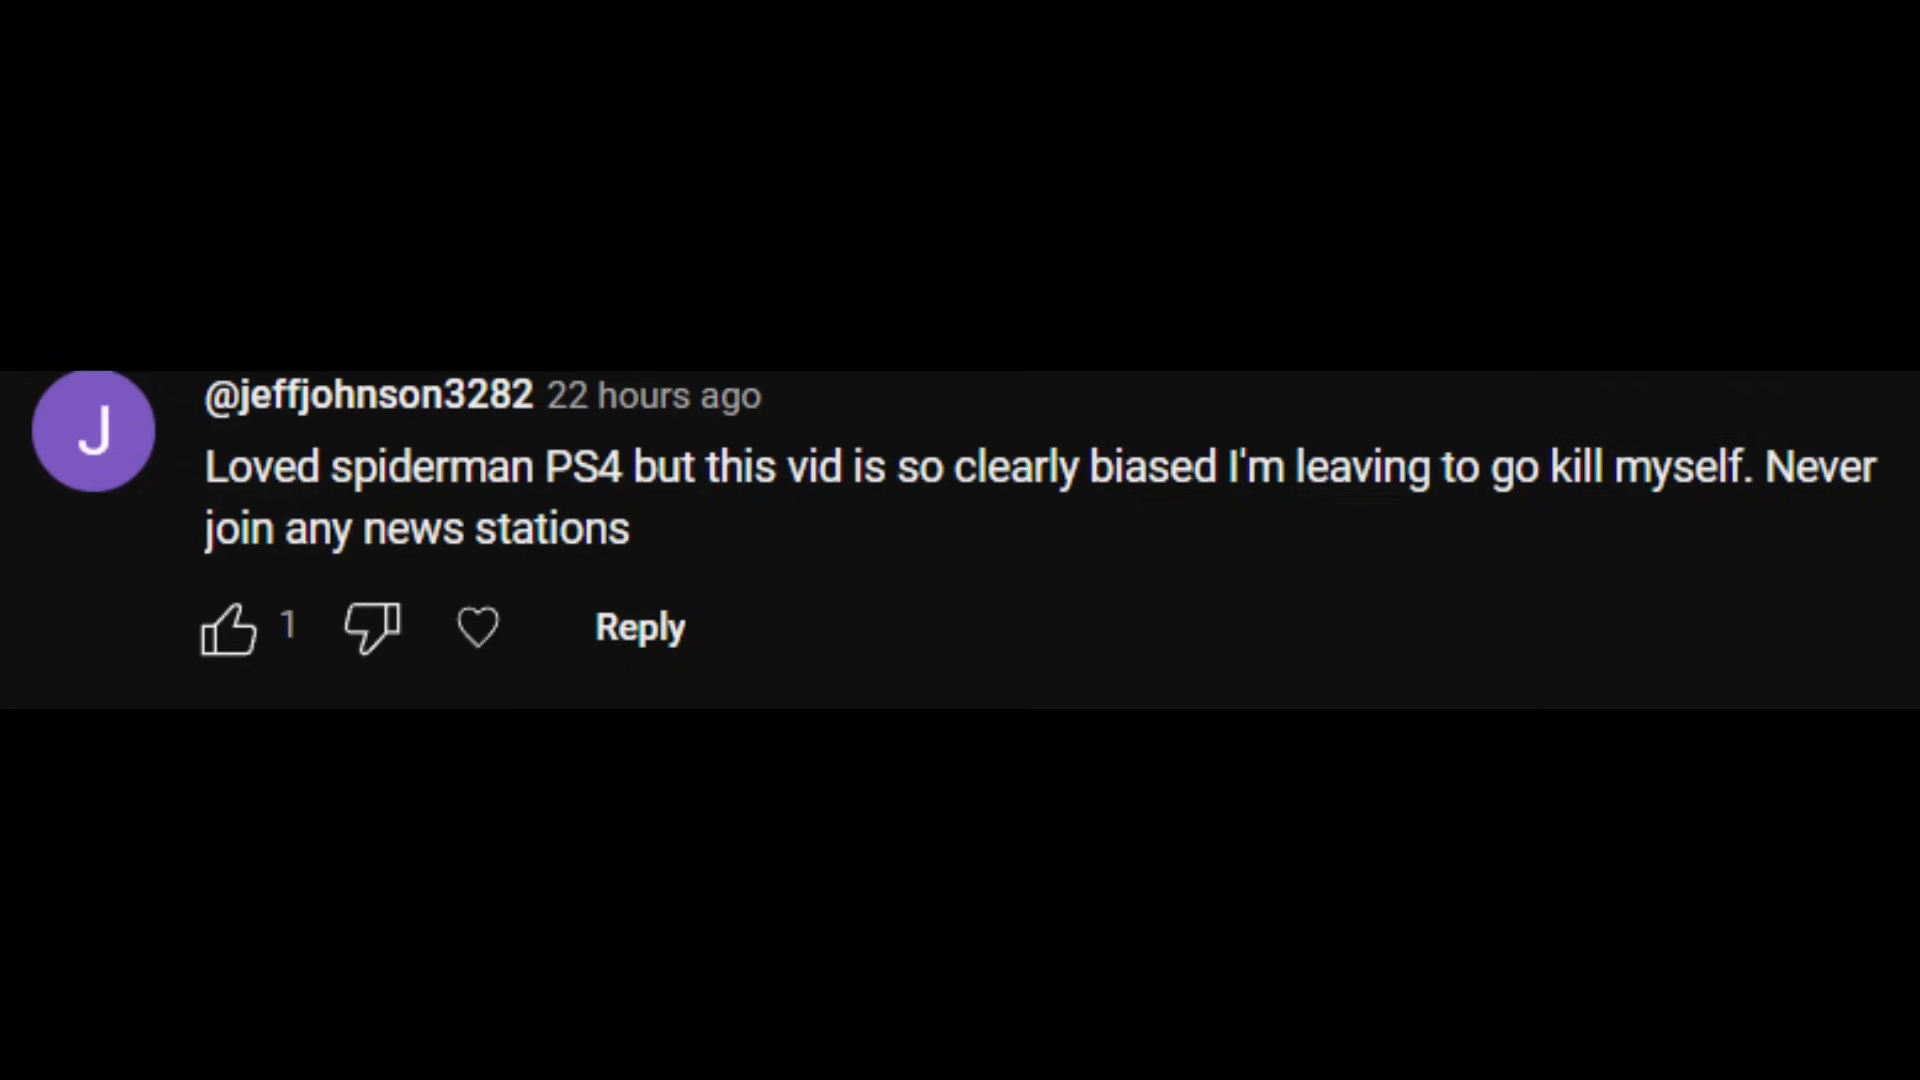 J
@jeffjohnson3282 22 hours ago
Loved spiderman PS4 but this vid is so clearly biased I'm leaving to go kill myself. Never
join any news stations
1 Reply